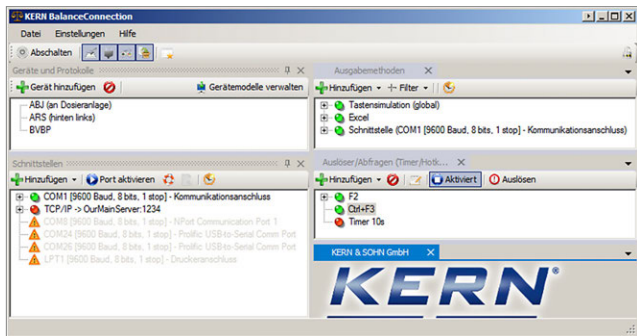 KERN BalanceConnection
Datei Einstellungen Hilfe
Abschalten
Geräte und Protokolle
Gerät hinzufügen Gerätemodelle verwalten
ABJ (an Dosieranlage)
ARS (hinten links)
BVBP
Ausgabemethoden
Hinzufügen Filter
Tastensimulation (global)
Excel
Schnittstelle (COM1 [9600 Baud, 8 bits, 1 stop] - Kommunikationsanschluss)
Schnittstellen
Hinzufügen Port aktivieren
COM1 [9600 Baud, 8 bits, 1 stop] - Kommunikationsanschluss
TCP/IP -> OurMainServer:1234
[9600 Baud, 8 bits, 1 stop] - NPort Communication Port 1
COM24 [9600 Baud, 8 bits, 1 stop] - Prolific USB-to-Serial Comm Port
COM26 [9600 Baud, 8 bits, 1 stop] - Prolific USB-to-Serial Comm Port
LPT1 [9600 Baud, 8 bits, 1 stop] - Druckeranschluss
Auslöser/Abfragen (Timer/Hotk...
Hinzufügen Aktiviert Auslösen
F2
Ctrl+F3
Timer 10s
KERN & SOHN GmbH
KERN®